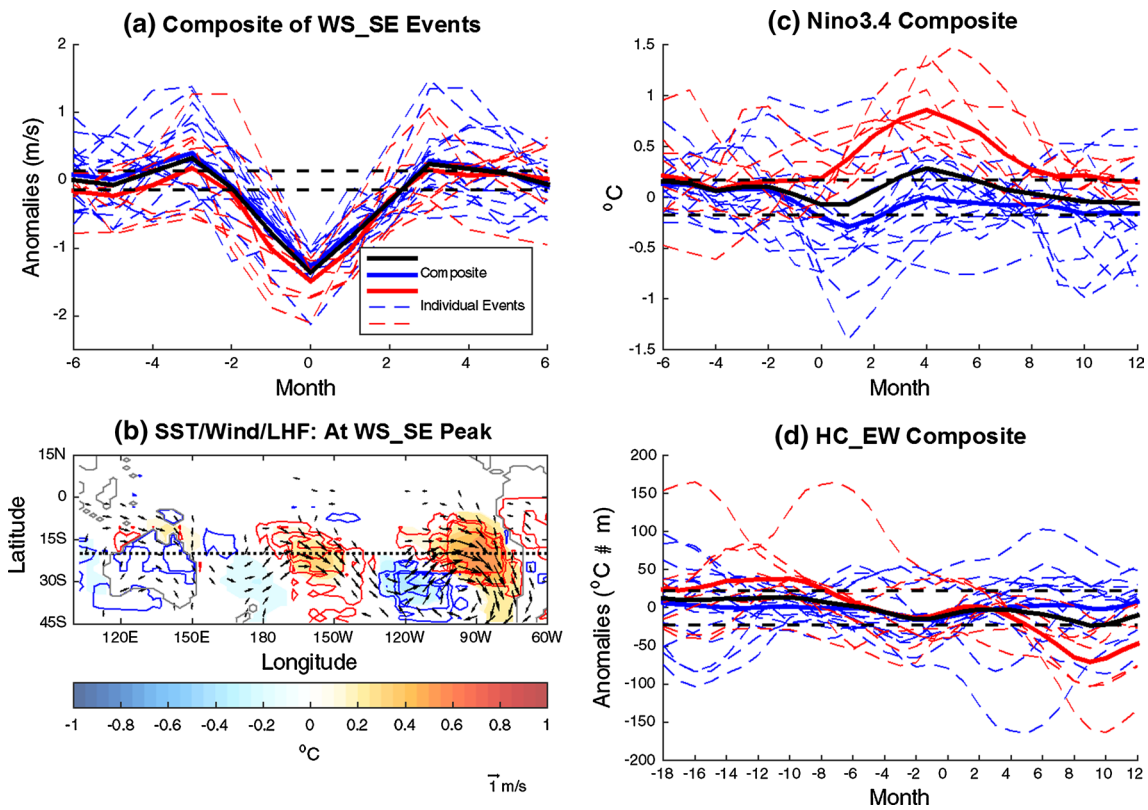 (a) Composite of WS_SE Events
Anomalies (m/s)
2
1
0
-1
-2
-6
-4
-2
0
2
4
6
Month
Composite
Individual Events
(c) Nino3.4 Composite
°C
1.5
1
0.5
0
-0.5
-1
-1.5
-6
-4
-2
0
2
4
6
8
10
12
Month
(b) SST/Wind/LHF: At WS_SE Peak
Latitude
15N
0
15S
30S
45S
120E
150E
180
150W
120W
90W
60W
Longitude
-1
-0.8
-0.6
-0.4
-0.2
0
0.2
0.4
0.6
0.8
1
°C
1 m/s
(d) HC_EW Composite
Anomalies (°C # m)
200
150
100
50
0
-50
-100
-150
-200
-18
-16
-14
-12
-10
-8
-6
-4
-2
0
2
4
6
8
10
12
Month